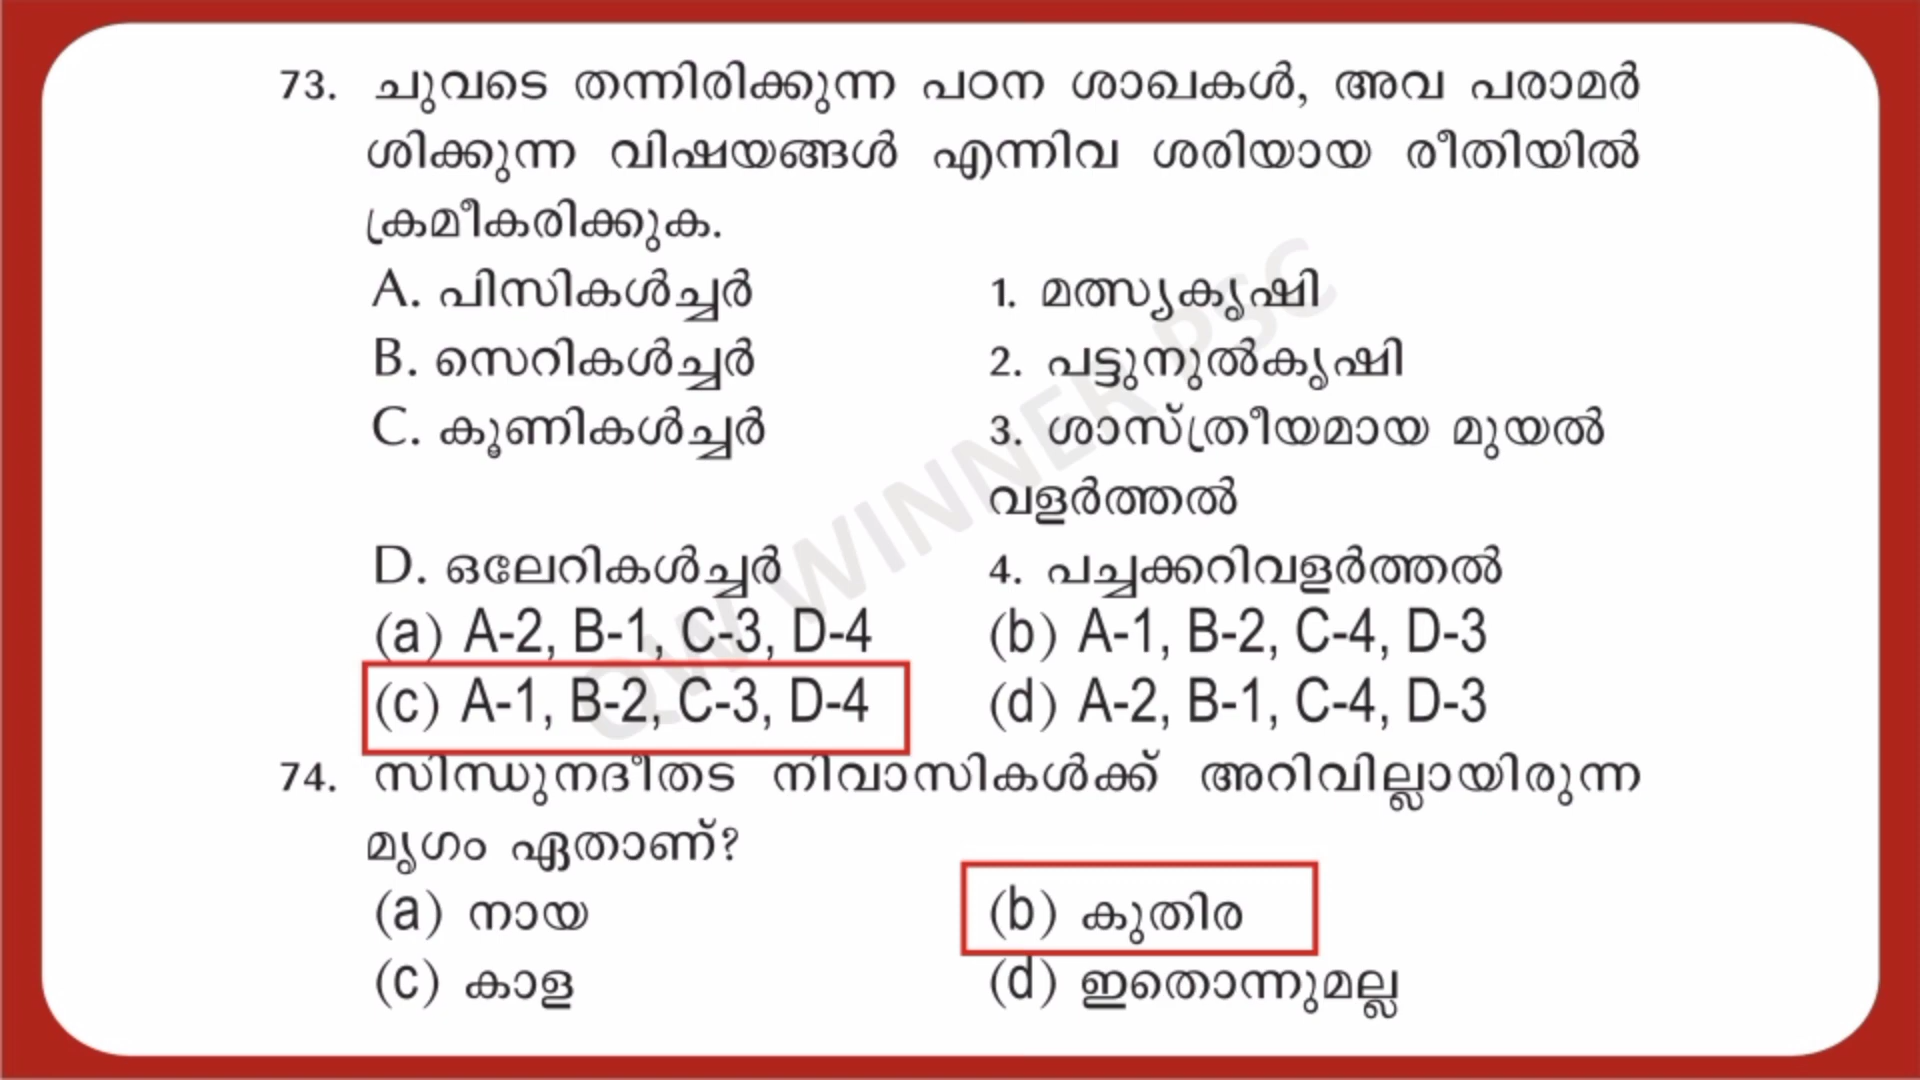 73. ചുവടെ തന്നിരിക്കുന്ന പഠന ശാഖകൾ, അവ പരാമർ
ശിക്കുന്ന വിഷയങ്ങൾ എന്നിവ ശരിയായ രീതിയിൽ
ക്രമീകരിക്കുക.
A. പിസികൾച്ചർ 1. മത്സ്യകൃഷി
B. സെറികൾച്ചർ 2. പട്ടുനുൽകൃഷി
C. കൂണികൾച്ചർ 3. ശാസ്ത്രീയമായ മുയൽ
വളർത്തൽ
D. ഒലേറികൾച്ചർ 4. പച്ചക്കറിവളർത്തൽ
(a) A-2, B-1, C-3, D-4 (b) A-1, B-2, C-4, D-3
(c) A-1, B-2, C-3, D-4 (d) A-2, B-1, C-4, D-3
74. സിന്ധുനദീതട നിവാസികൾക്ക് അറിവില്ലായിരുന്ന
മൃഗം ഏതാണ്?
(a) നായ (b) കുതിര
(c) കാള (d) ഇതൊന്നുമല്ല
QW WINNER PSC